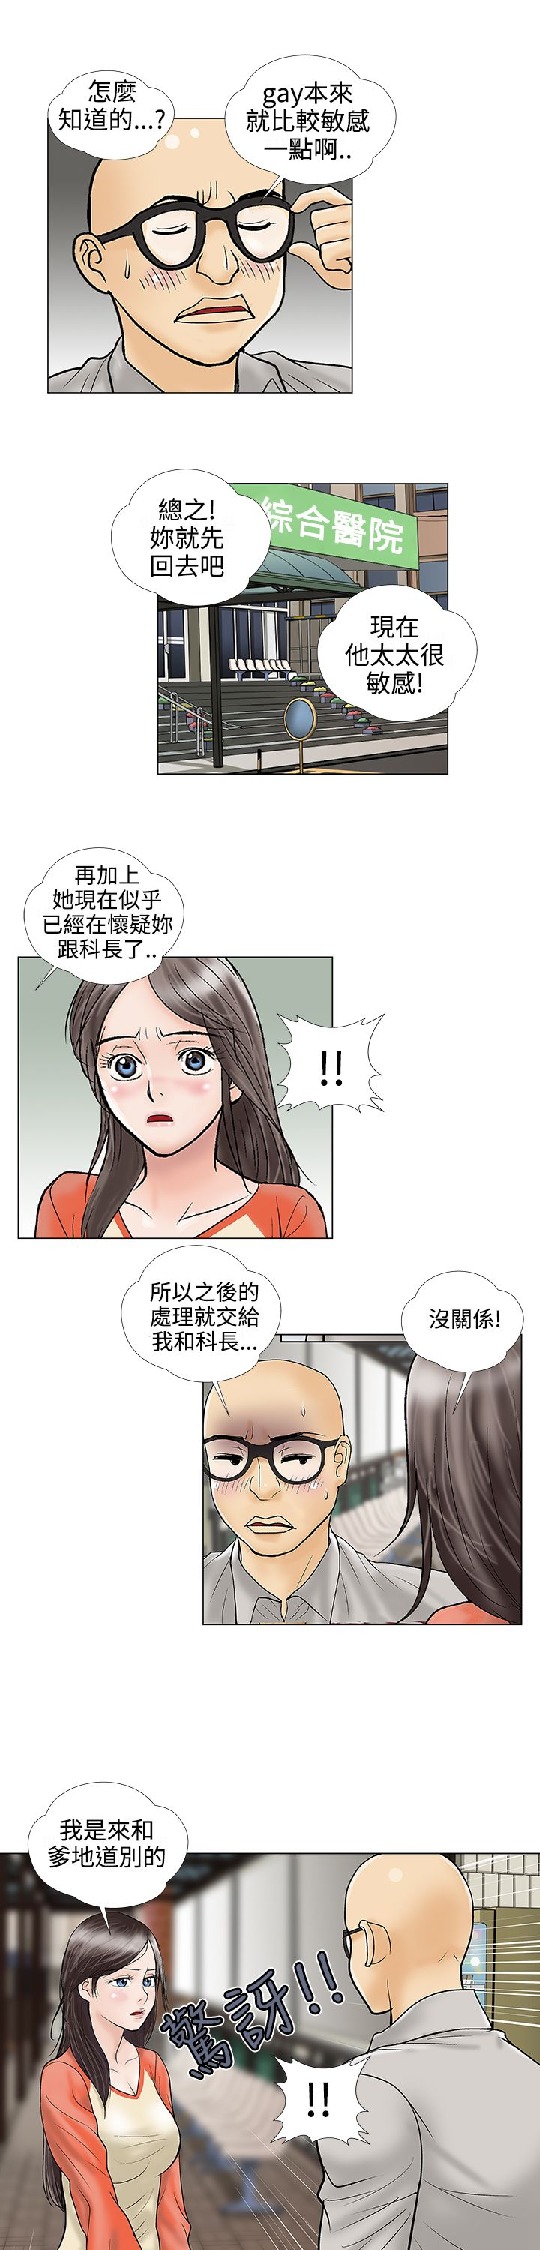 怎麼
知道的...?
gay本來
就比較敏感
一點啊..
總之!
妳就先
回去吧
綜合醫院
現在
他太太很
敏感!
再加上
她現在似乎
已經在懷疑妳
跟科長了..
!!
所以之後的
處理就交給
我和科長...
沒關係!
我是來和
爹地道別的
驚訝!!
!!